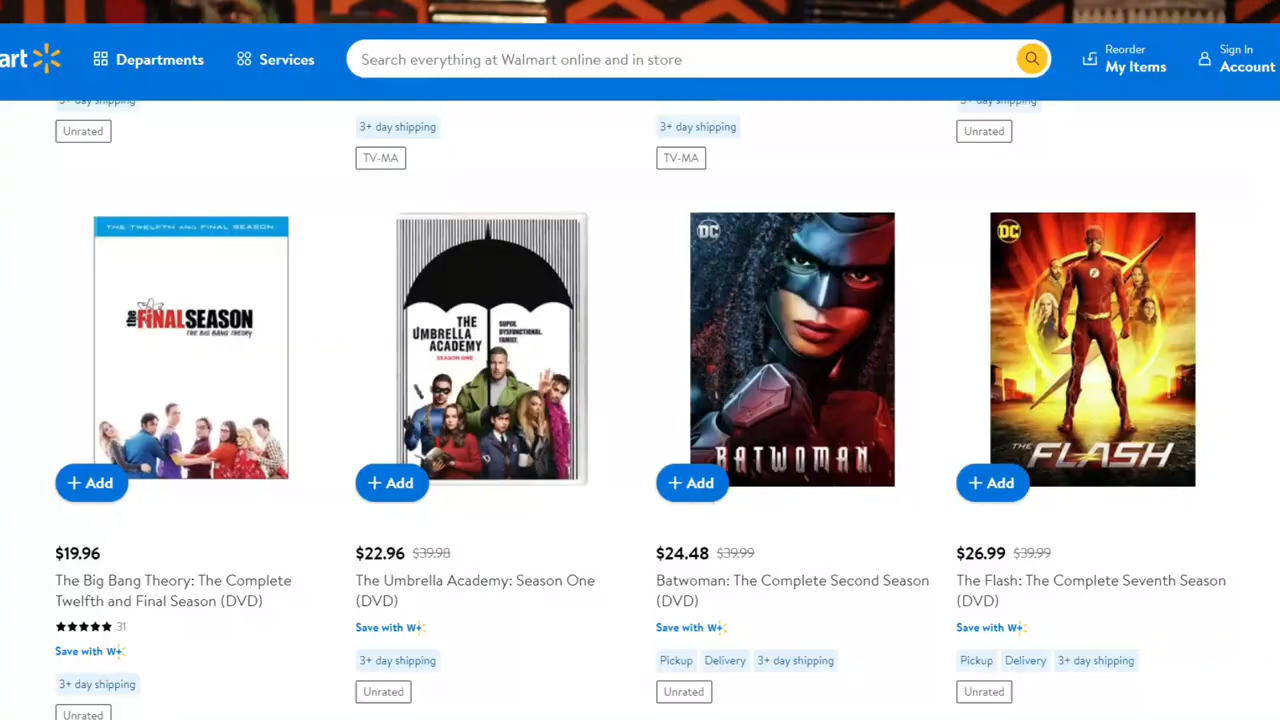 art
Departments
Services
Search everything at Walmart online and in store
Reorder
My Items
Sign In
Account
3+ day shipping
3+ day shipping
3+ day shipping
3+ day shipping
Unrated
TV-MA
TV-MA
Unrated
THE TWELFTH AND FINAL SEASON
the FINAL SEASON
THE BIG BANG THEORY
THE
UMBRELLA
ACADEMY
SEASON ONE
SUPER.
DYSFUNCTIONAL.
FAMILY.
DC
BATWOMAN
DC
THE FLASH
+ Add
+ Add
+ Add
+ Add
$19.96
The Big Bang Theory: The Complete
Twelfth and Final Season (DVD)
★★★★★ 31
Save with W+
3+ day shipping
Unrated
$22.96 $39.98
The Umbrella Academy: Season One
(DVD)
Save with W+
3+ day shipping
Unrated
$24.48 $39.99
Batwoman: The Complete Second Season
(DVD)
Save with W+
Pickup Delivery 3+ day shipping
Unrated
$26.99 $39.99
The Flash: The Complete Seventh Season
(DVD)
Save with W+
Pickup Delivery 3+ day shipping
Unrated